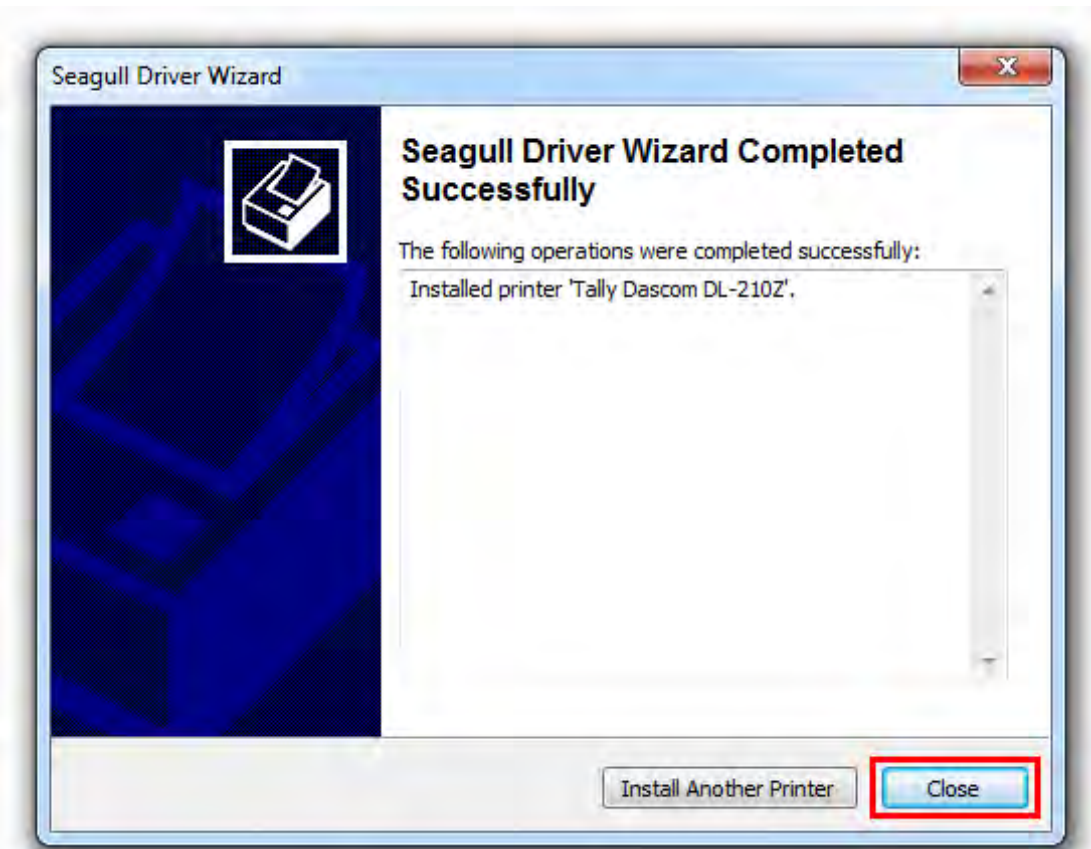 Seagull Driver Wizard
Seagull Driver Wizard Completed
Successfully
The following operations were completed successfully:
Installed printer 'Tally Dascom DL-210Z'.
Install Another Printer
Close